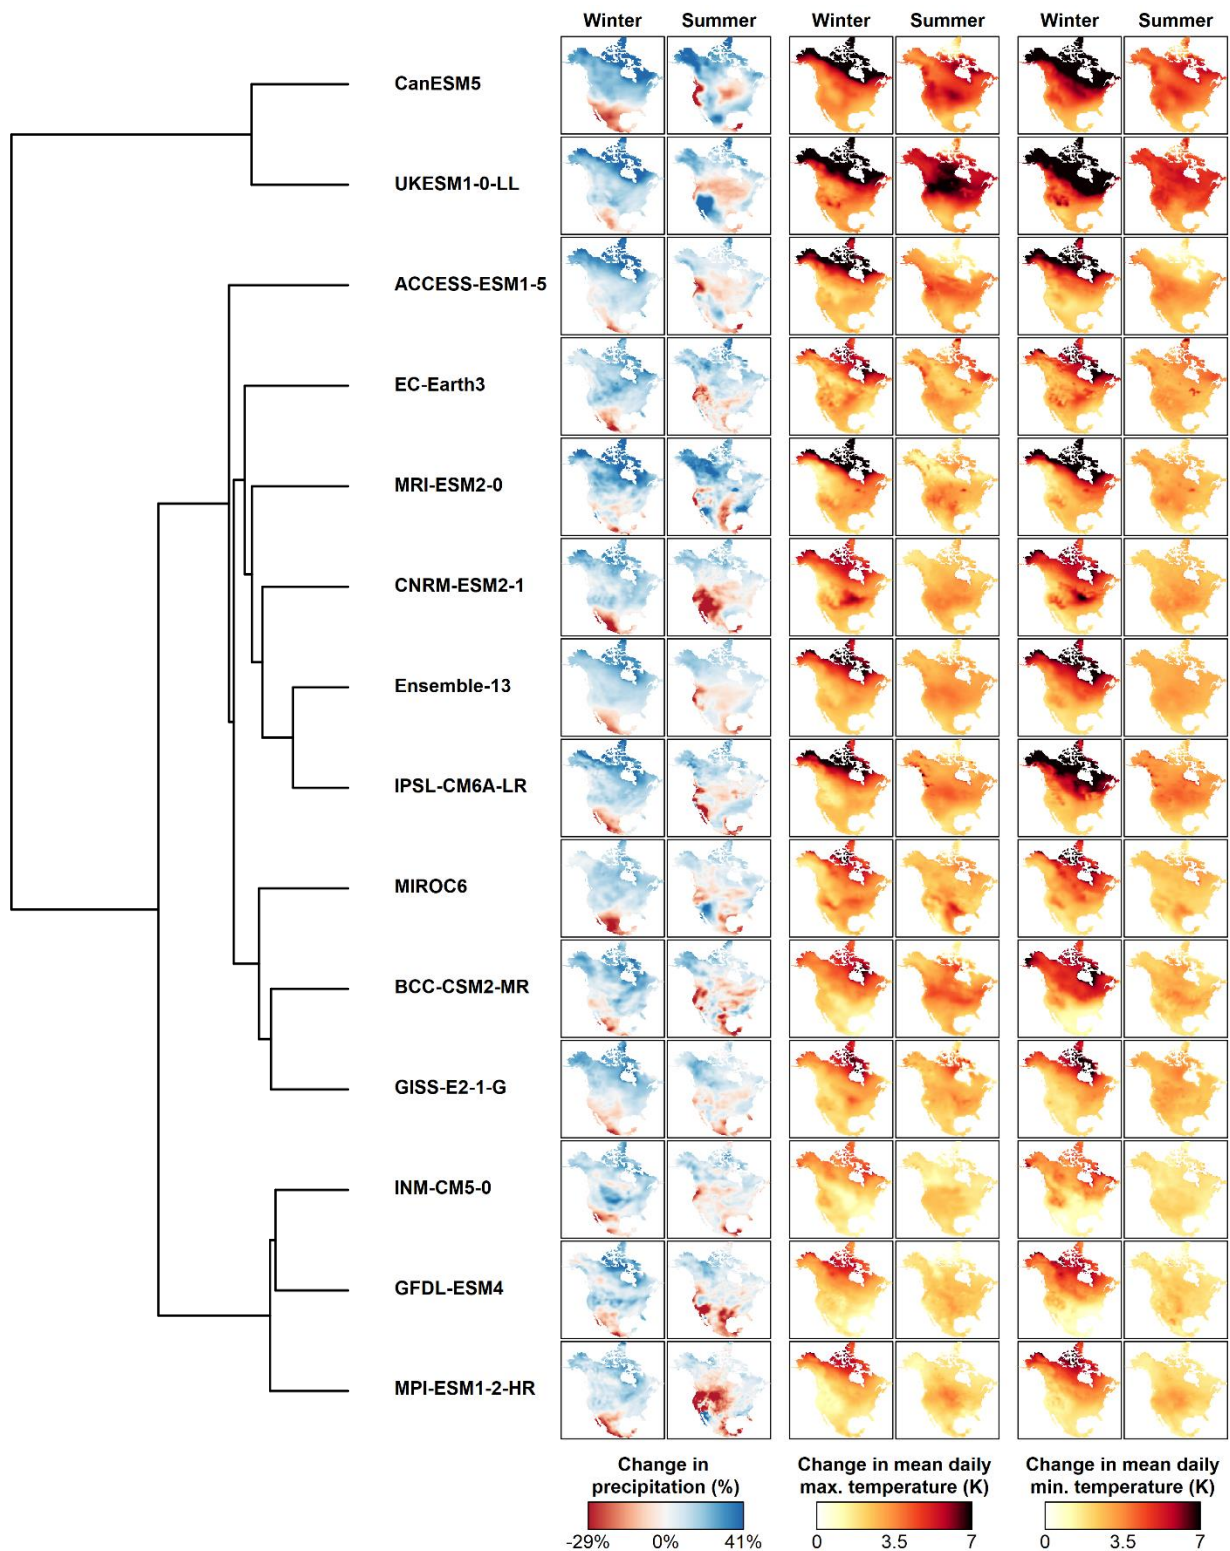 Winter Summer Winter Summer Winter Summer
CanESM5
UKESM1-0-LL
ACCESS-ESM1-5
EC-Earth3
MRI-ESM2-0
CNRM-ESM2-1
Ensemble-13
IPSL-CM6A-LR
MIROC6
BCC-CSM2-MR
GISS-E2-1-G
INM-CM5-0
GFDL-ESM4
MPI-ESM1-2-HR
Change in
precipitation (%)
-29% 0% 41%
Change in mean daily
max. temperature (K)
0 3.5 7
Change in mean daily
min. temperature (K)
0 3.5 7